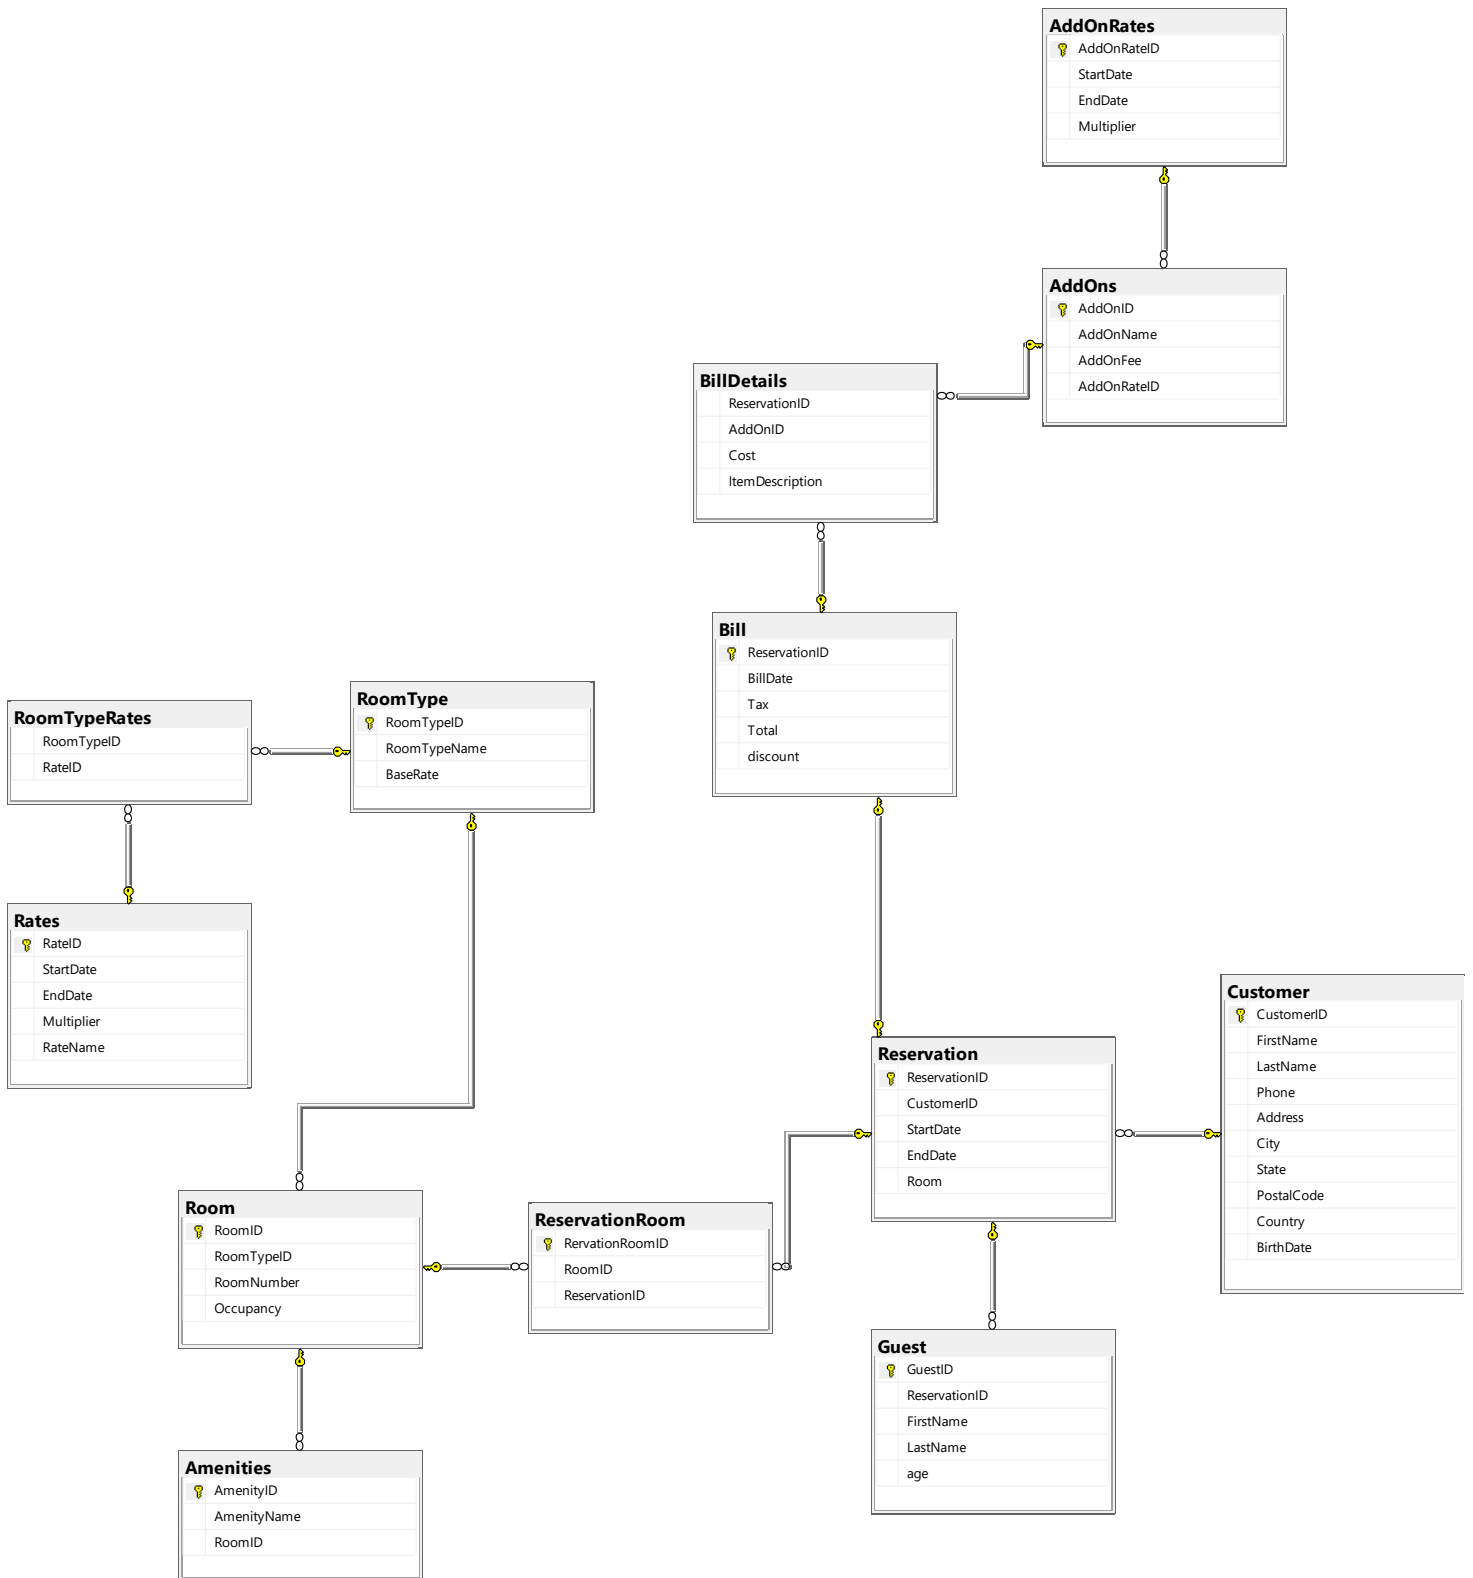 AddOnRates
AddOnRateID
StartDate
EndDate
Multiplier
AddOns
AddOnID
AddOnName
AddOnFee
AddOnRateID
BillDetails
ReservationID
AddOnID
Cost
ItemDescription
Bill
ReservationID
BillDate
Tax
Total
discount
RoomType
RoomTypeID
RoomTypeName
BaseRate
RoomTypeRates
RoomTypeID
RateID
Rates
RateID
StartDate
EndDate
Multiplier
RateName
Customer
CustomerID
FirstName
LastName
Phone
Address
City
State
PostalCode
Country
BirthDate
Reservation
ReservationID
CustomerID
StartDate
EndDate
Room
Room
RoomID
RoomTypeID
RoomNumber
Occupancy
ReservationRoom
RervationRoomID
RoomID
ReservationID
Guest
GuestID
ReservationID
FirstName
LastName
age
Amenities
AmenityID
AmenityName
RoomID